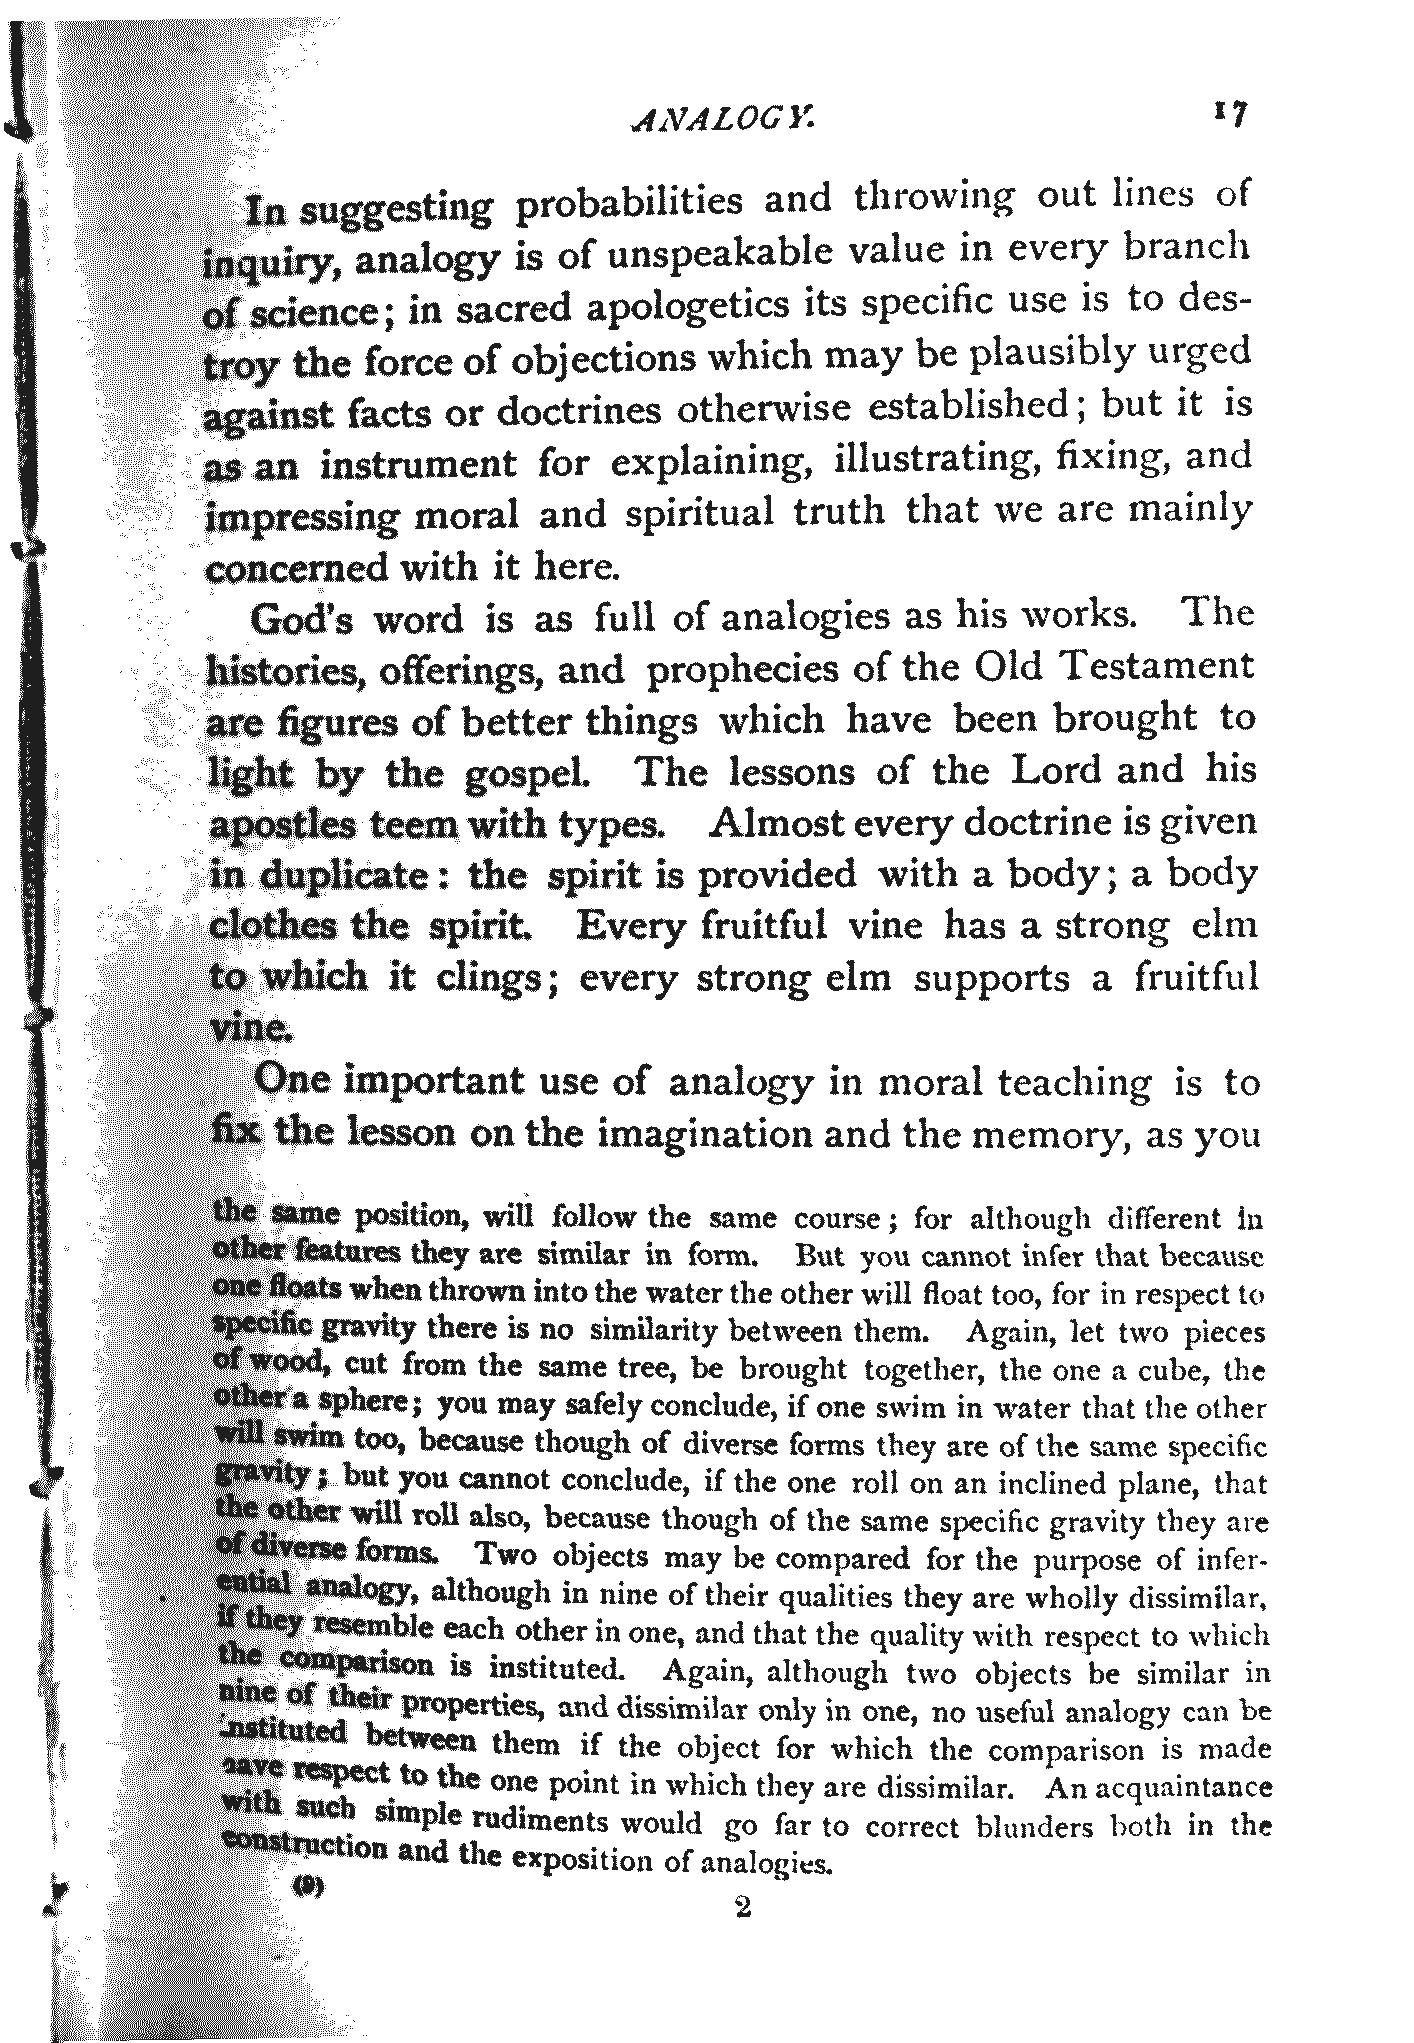 ANALOGY. 17
In suggesting probabilities and throwing out lines of
inquiry, analogy is of unspeakable value in every branch
of science; in sacred apologetics its specific use is to des-
troy the force of objections which may be plausibly urged
against facts or doctrines otherwise established; but it is
as an instrument for explaining, illustrating, fixing, and
impressing moral and spiritual truth that we are mainly
concerned with it here.
God's word is as full of analogies as his works. The
histories, offerings, and prophecies of the Old Testament
are figures of better things which have been brought to
light by the gospel. The lessons of the Lord and his
apostles teem with types. Almost every doctrine is given
in duplicate: the spirit is provided with a body; a body
clothes the spirit. Every fruitful vine has a strong elm
to which it clings; every strong elm supports a fruitful
vine.
One important use of analogy in moral teaching is to
fix the lesson on the imagination and the memory, as you
the same position, will follow the same course; for although different in
other features they are similar in form. But you cannot infer that because
one floats when thrown into the water the other will float too, for in respect to
specific gravity there is no similarity between them. Again, let two pieces
of wood, cut from the same tree, be brought together, the one a cube, the
other a sphere; you may safely conclude, if one swim in water that the other
will swim too, because though of diverse forms they are of the same specific
gravity; but you cannot conclude, if the one roll on an inclined plane, that
the other will roll also, because though of the same specific gravity they are
of diverse forms. Two objects may be compared for the purpose of infer-
ential analogy, although in nine of their qualities they are wholly dissimilar,
if they resemble each other in one, and that the quality with respect to which
the comparison is instituted. Again, although two objects be similar in
nine of their properties, and dissimilar only in one, no useful analogy can be
instituted between them if the object for which the comparison is made
have respect to the one point in which they are dissimilar. An acquaintance
with such simple rudiments would go far to correct blunders both in the
construction and the exposition of analogies.
(9)
2